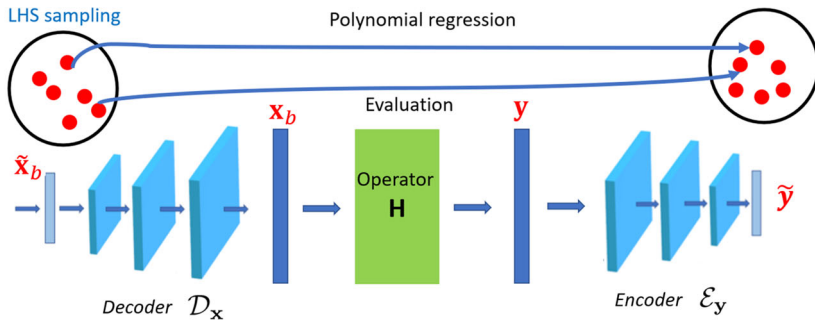 LHS sampling
Polynomial regression
Evaluation
x̃_b
x_b
Operator
H
y
ỹ
Decoder 𝒟_x
Encoder ℰ_y